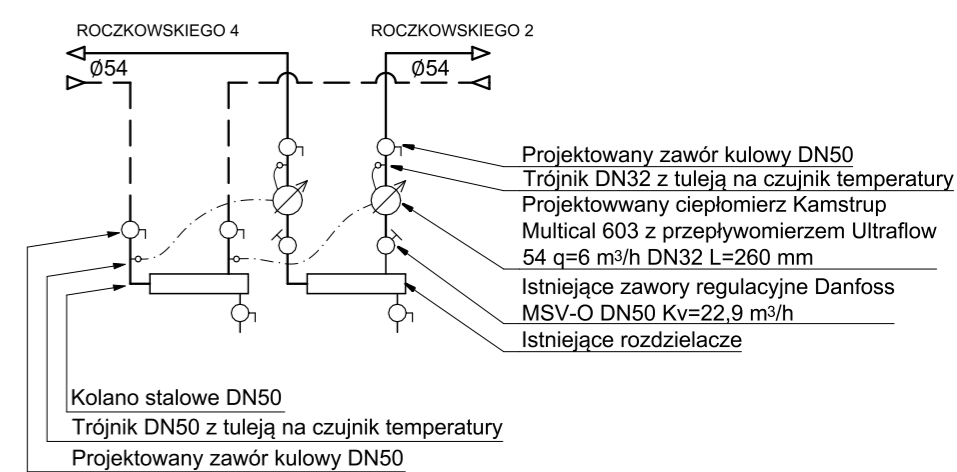 ROCZKOWSKIEGO 4
ROCZKOWSKIEGO 2
Ø54
Ø54
Projektowany zawór kulowy DN50
Trójnik DN32 z tuleją na czujnik temperatury
Projektowwany ciepłomierz Kamstrup
Multical 603 z przepływomierzem Ultraflow
54 q=6 m³/h DN32 L=260 mm
Istniejące zawory regulacyjne Danfoss
MSV-O DN50 Kv=22,9 m³/h
Istniejące rozdzielacze
Kolano stalowe DN50
Trójnik DN50 z tuleją na czujnik temperatury
Projektowany zawór kulowy DN50